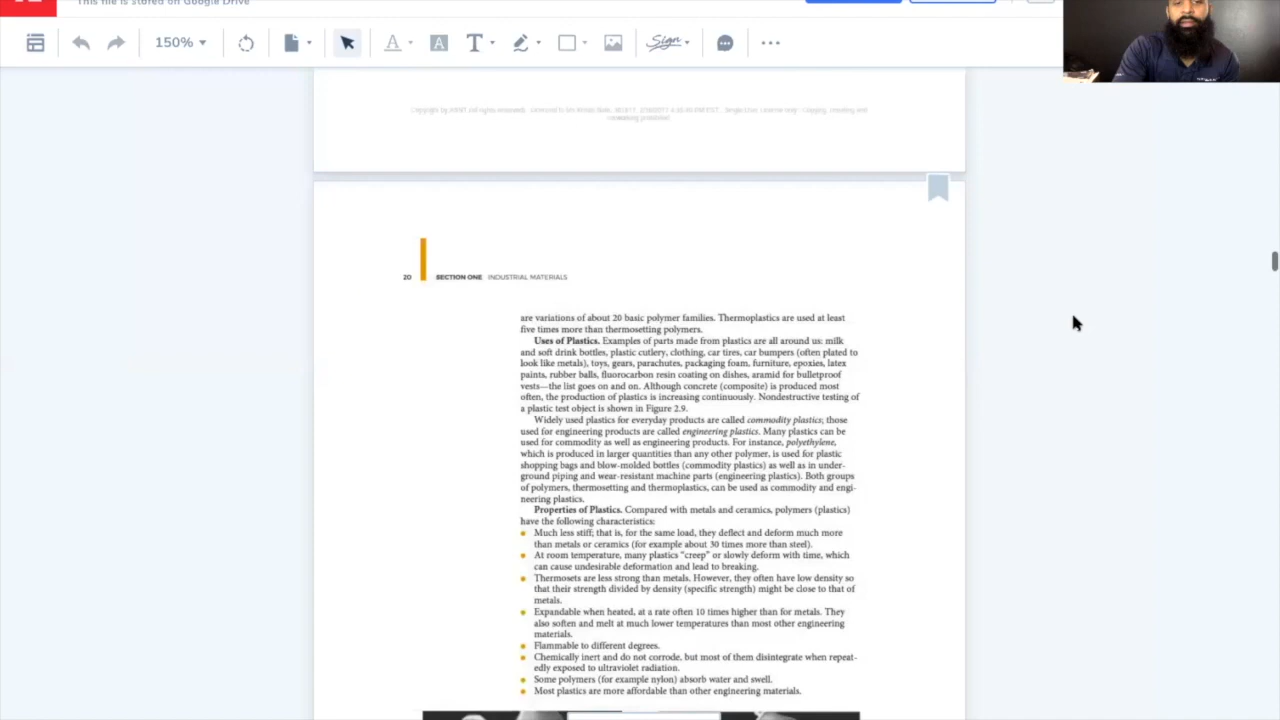 This file is stored on Google Drive
150%
Sign
20 SECTION ONE INDUSTRIAL MATERIALS
are variations of about 20 basic polymer families. Thermoplastics are used at least
five times more than thermosetting polymers.
Uses of Plastics. Examples of parts made from plastics are all around us: milk
and soft drink bottles, plastic cutlery, clothing, car tires, car bumpers (often plated to
look like metals), toys, gears, parachutes, packaging foam, furniture, epoxies, latex
paints, rubber balls, fluorocarbon resin coating on dishes, aramid for bulletproof
vests—the list goes on and on. Although concrete (composite) is produced most
often, the production of plastics is increasing continuously. Nondestructive testing of
a plastic test object is shown in Figure 2.9.
Widely used plastics for everyday products are called commodity plastics; those
used for engineering products are called engineering plastics. Many plastics can be
used for commodity as well as engineering products. For instance, polyethylene,
which is produced in larger quantities than any other polymer, is used for plastic
shopping bags and blow-molded bottles (commodity plastics) as well as in under-
ground piping and wear-resistant machine parts (engineering plastics). Both groups
of polymers, thermosetting and thermoplastics, can be used as commodity and engi-
neering plastics.
Properties of Plastics. Compared with metals and ceramics, polymers (plastics)
have the following characteristics:
Much less stiff; that is, for the same load, they deflect and deform much more
than metals or ceramics (for example about 30 times more than steel).
At room temperature, many plastics “creep” or slowly deform with time, which
can cause undesirable deformation and lead to breaking.
Thermosets are less strong than metals. However, they often have low density so
that their strength divided by density (specific strength) might be close to that of
metals.
Expandable when heated, at a rate often 10 times higher than for metals. They
also soften and melt at much lower temperatures than most other engineering
materials.
Flammable to different degrees.
Chemically inert and do not corrode, but most of them disintegrate when repeat-
edly exposed to ultraviolet radiation.
Some polymers (for example nylon) absorb water and swell.
Most plastics are more affordable than other engineering materials.